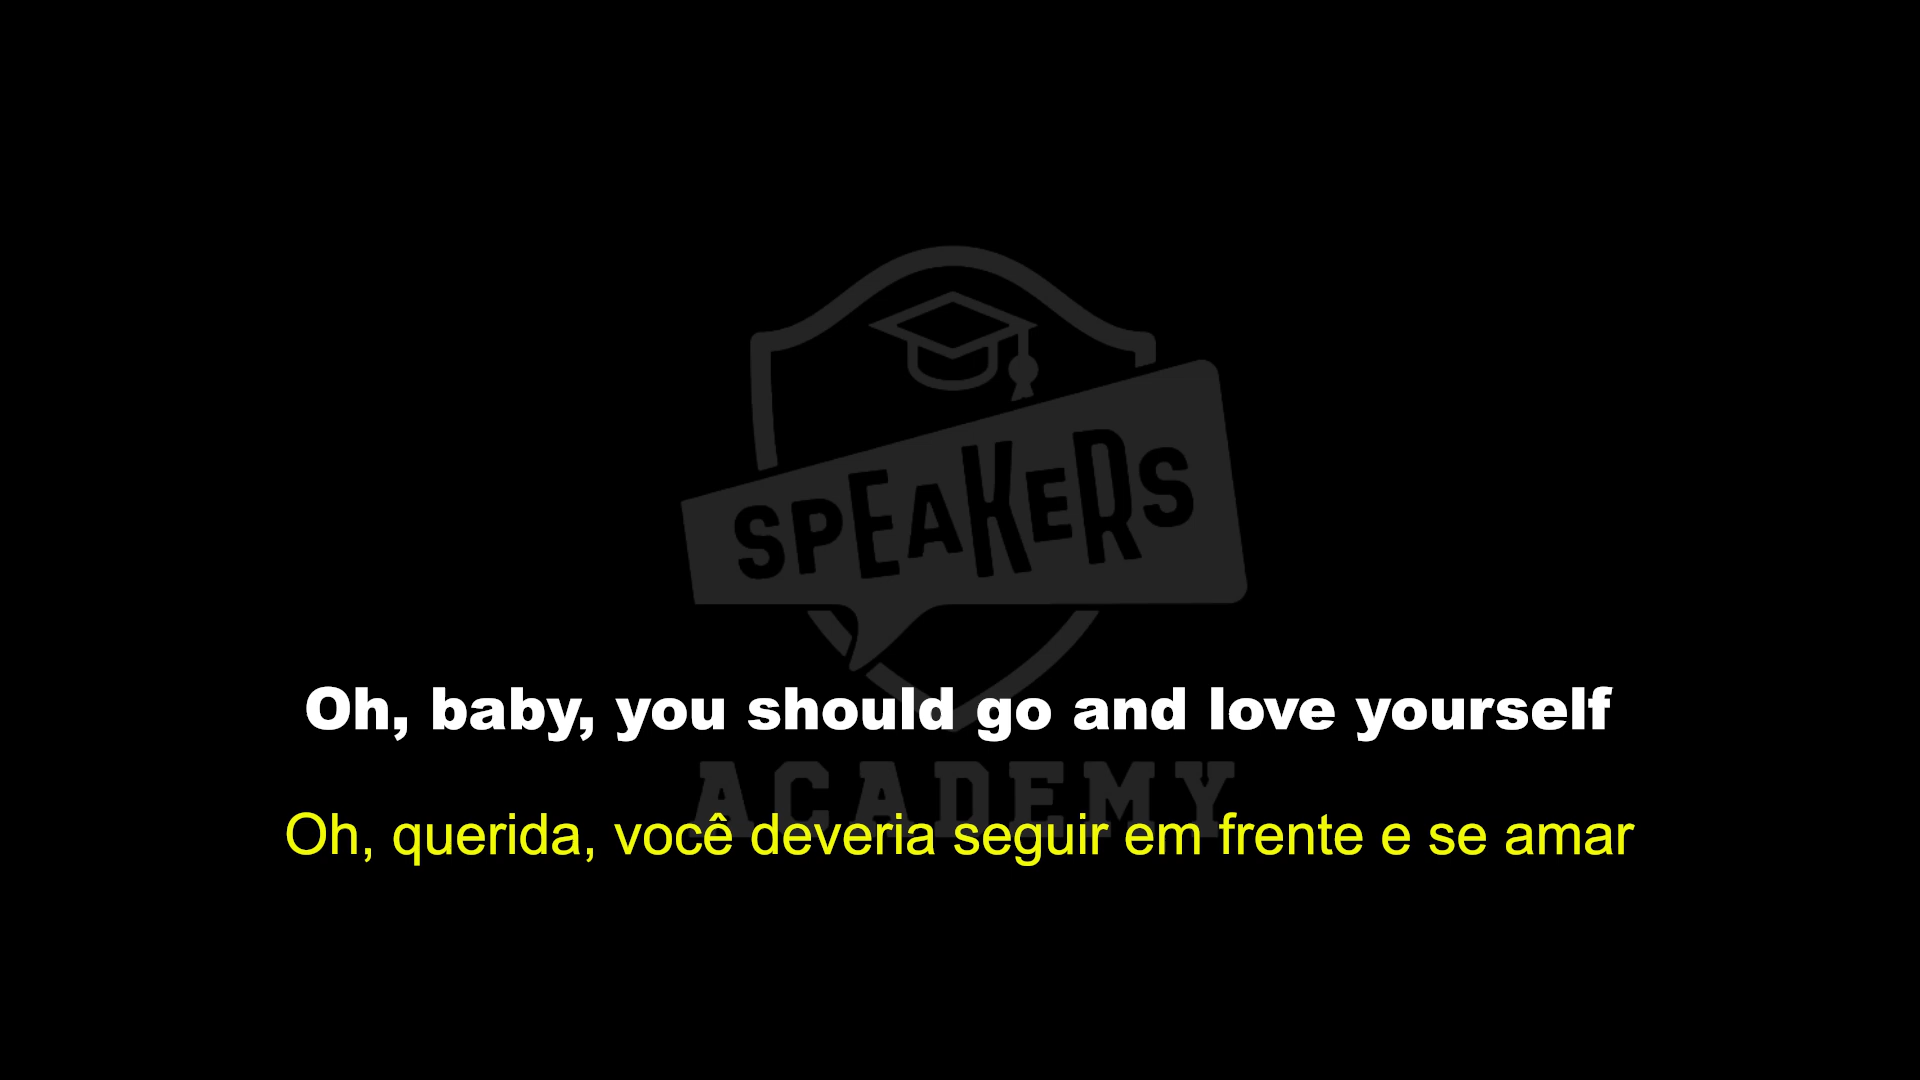 SPEAKERS
Oh, baby, you should go and love yourself
ACADEMY
Oh, querida, você deveria seguir em frente e se amar